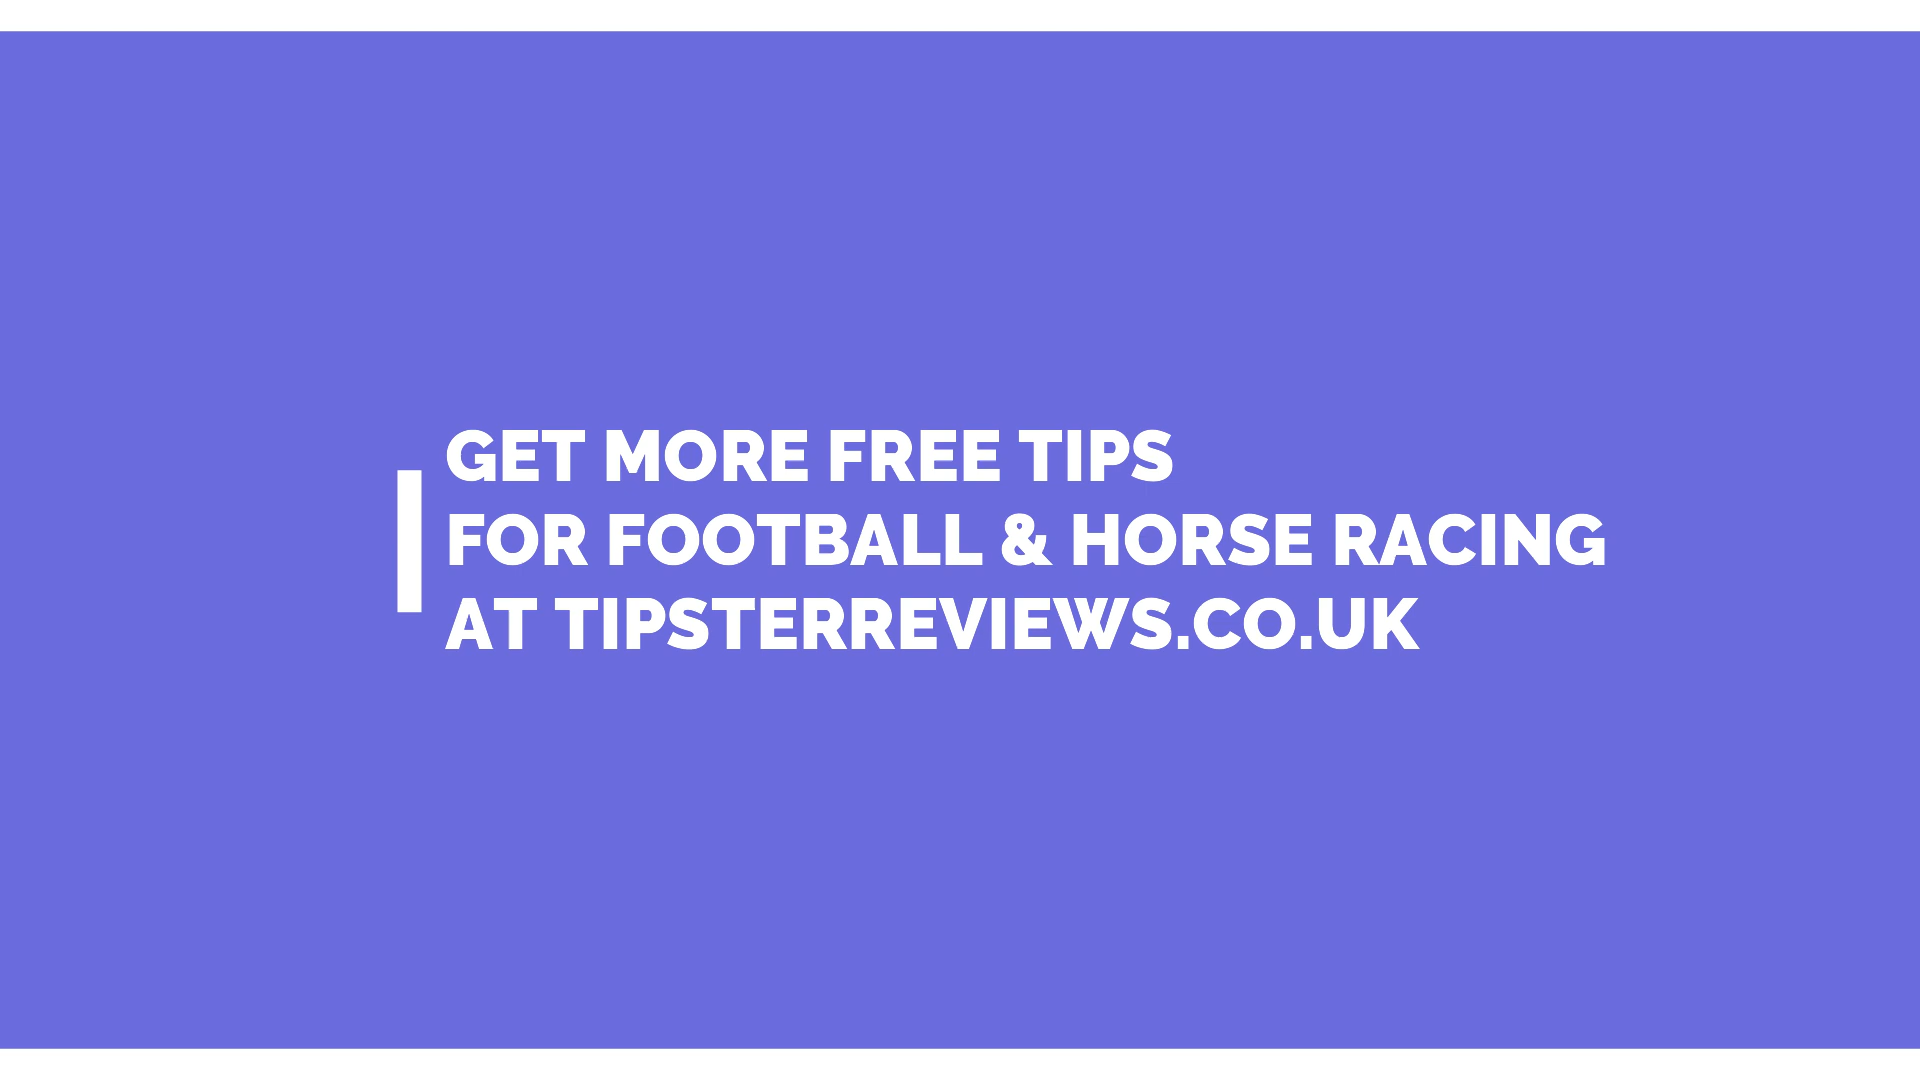 GET MORE FREE TIPS
FOR FOOTBALL & HORSE RACING
AT TIPSTERREVIEWS.CO.UK